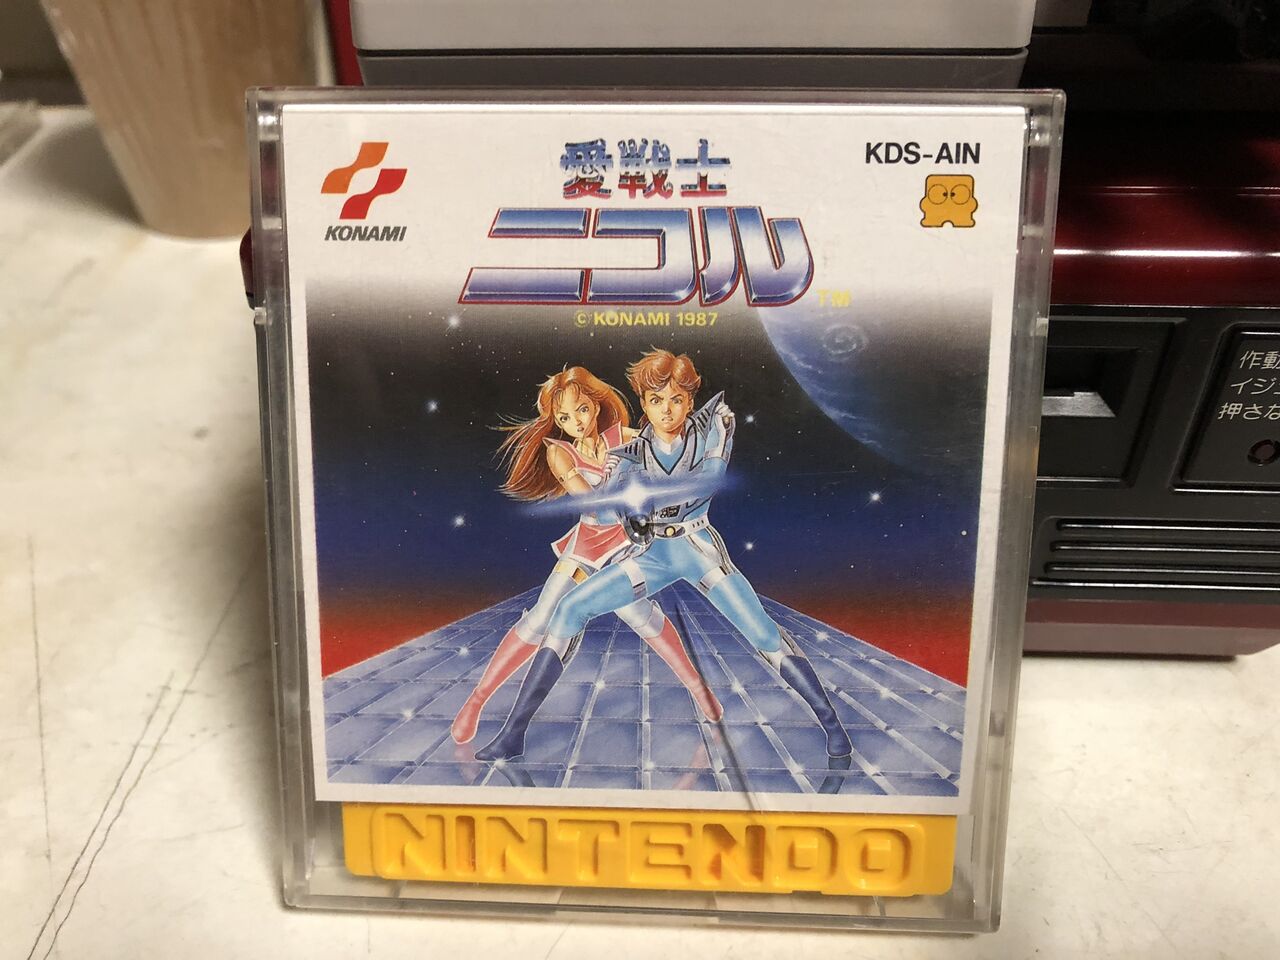 KONAMI
愛戦士
ニコル
TM
© KONAMI 1987
KDS-AIN
NINTENDO
作動
イジェ
押さな